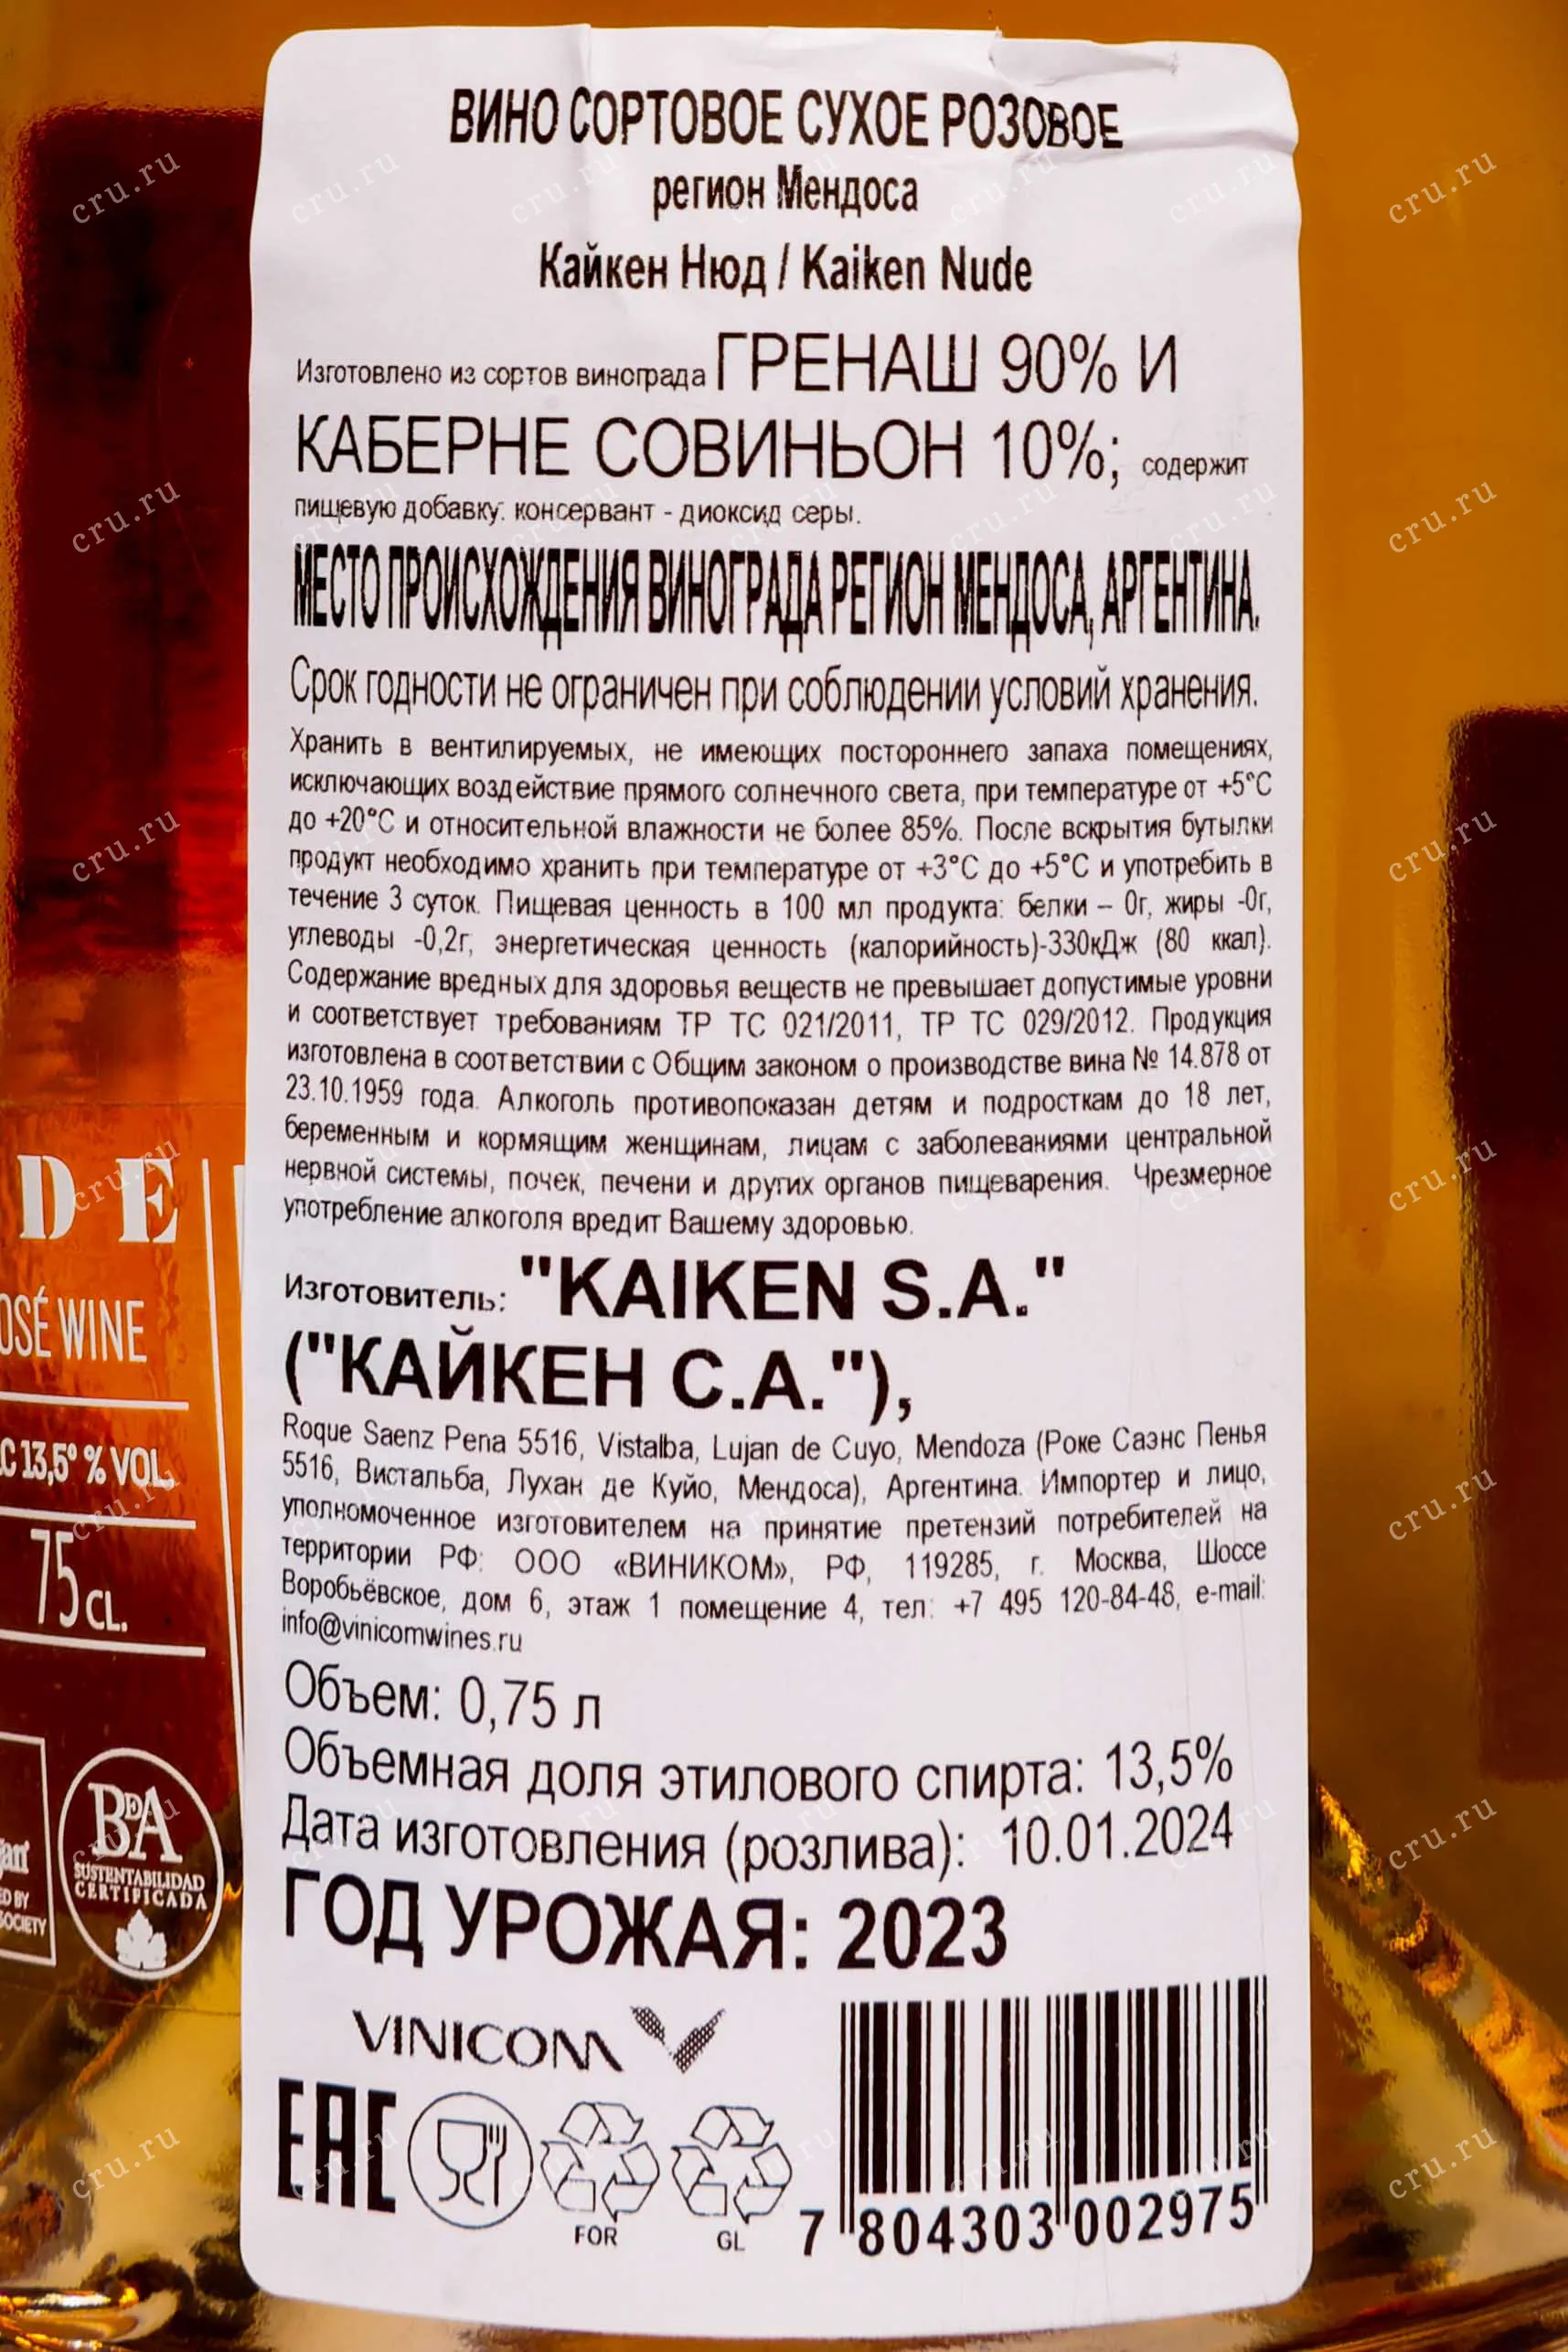 ВИНО СОРТОВОЕ СУХОЕ РОЗОВОЕ
регион Мендоса
Кайкен Нюд / Kaiken Nude
Изготовлено из сортов винограда ГРЕНАШ 90% И
КАБЕРНЕ СОВИНЬОН 10%; содержит
пищевую добавку: консервант - диоксид серы.
МЕСТО ПРОИСХОЖДЕНИЯ ВИНОГРАДА РЕГИОН МЕНДОСА, АРГЕНТИНА.
Срок годности не ограничен при соблюдении условий хранения.
Хранить в вентилируемых, не имеющих постороннего запаха помещениях,
исключающих воздействие прямого солнечного света, при температуре от +5°С
до +20°С и относительной влажности не более 85%. После вскрытия бутылки
продукт необходимо хранить при температуре от +3°С до +5°С и употребить в
течение 3 суток. Пищевая ценность в 100 мл продукта: белки – 0г, жиры -0г,
углеводы -0,2г; энергетическая ценность (калорийность)-330кДж (80 ккал).
Содержание вредных для здоровья веществ не превышает допустимые уровни
и соответствует требованиям ТР ТС 021/2011, ТР ТС 029/2012. Продукция
изготовлена в соответствии с Общим законом о производстве вина № 14.878 от
23.10.1959 года. Алкоголь противопоказан детям и подросткам до 18 лет,
беременным и кормящим женщинам, лицам с заболеваниями центральной
нервной системы, почек, печени и других органов пищеварения. Чрезмерное
употребление алкоголя вредит Вашему здоровью.
Изготовитель: "KAIKEN S.A."
("КАЙКЕН С.А."),
Roque Saenz Pena 5516, Vistalba, Lujan de Cuyo, Mendoza (Роке Саэнс Пенья
5516, Вистальба, Лухан де Куйо, Мендоса), Аргентина. Импортер и лицо,
уполномоченное изготовителем на принятие претензий потребителей на
территории РФ: ООО «ВИНИКОМ», РФ, 119285, г. Москва, Шоссе
Воробьёвское, дом 6, этаж 1 помещение 4, тел: +7 495 120-84-48, e-mail:
info@vinicomwines.ru
Объем: 0,75 л
Объемная доля этилового спирта: 13,5%
Дата изготовления (розлива): 10.01.2024
ГОД УРОЖАЯ: 2023
VINICOM
EAC
FOR
GL
7 804303 002975
DE
OSÉ WINE
C 13,5° % VOL.
75 CL.
BDA
SUSTENTABILIDAD
CERTIFICADA
ED BY
SOCIETY
cru.ru